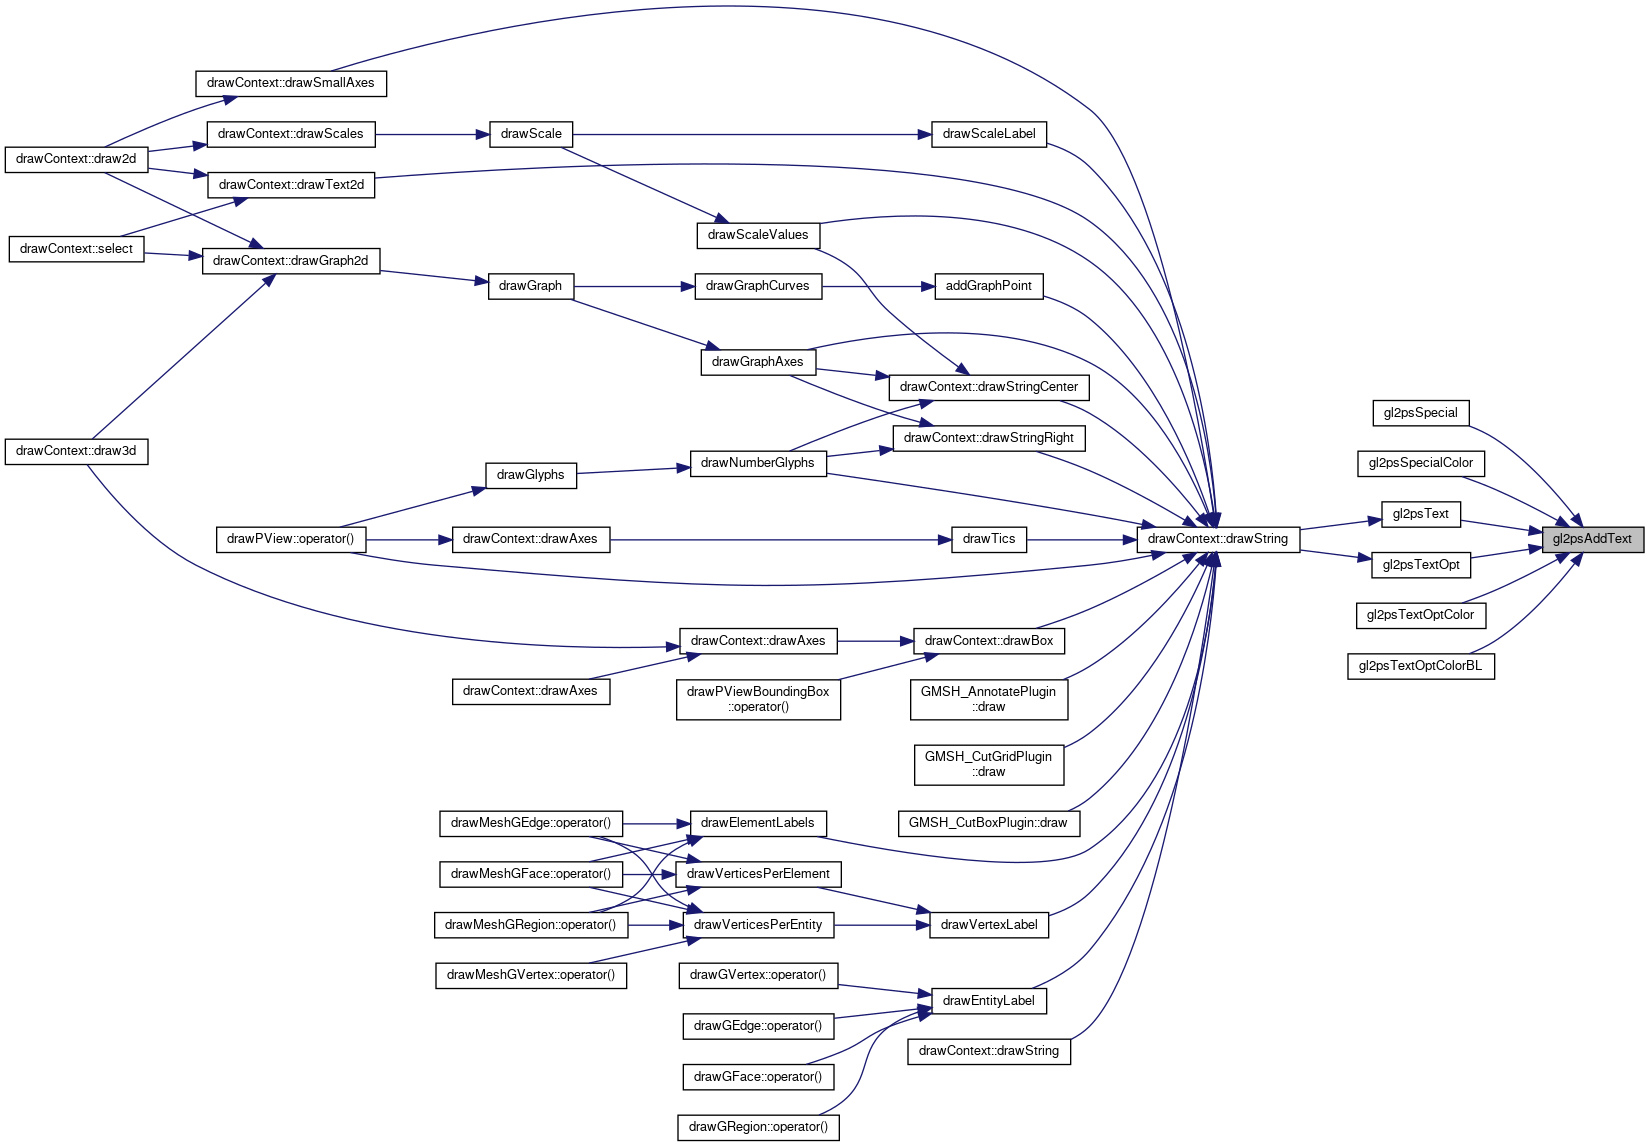 drawContext::drawSmallAxes
drawContext::drawScales
drawScale
drawScaleLabel
drawContext::draw2d
drawContext::drawText2d
drawScaleValues
drawContext::select
drawContext::drawGraph2d
drawGraph
drawGraphCurves
addGraphPoint
drawGraphAxes
drawContext::drawStringCenter
gl2psSpecial
drawContext::drawStringRight
drawContext::draw3d
drawNumberGlyphs
gl2psSpecialColor
drawGlyphs
gl2psText
drawPView::operator()
drawContext::drawAxes
drawTics
drawContext::drawString
gl2psAddText
gl2psTextOpt
gl2psTextOptColor
drawContext::drawAxes
drawContext::drawBox
gl2psTextOptColorBL
drawContext::drawAxes
drawPViewBoundingBox
::operator()
GMSH_AnnotatePlugin
::draw
GMSH_CutGridPlugin
::draw
drawMeshGEdge::operator()
drawElementLabels
GMSH_CutBoxPlugin::draw
drawMeshGFace::operator()
drawVerticesPerElement
drawMeshGRegion::operator()
drawVerticesPerEntity
drawVertexLabel
drawMeshGVertex::operator()
drawGVertex::operator()
drawEntityLabel
drawGEdge::operator()
drawContext::drawString
drawGFace::operator()
drawGRegion::operator()